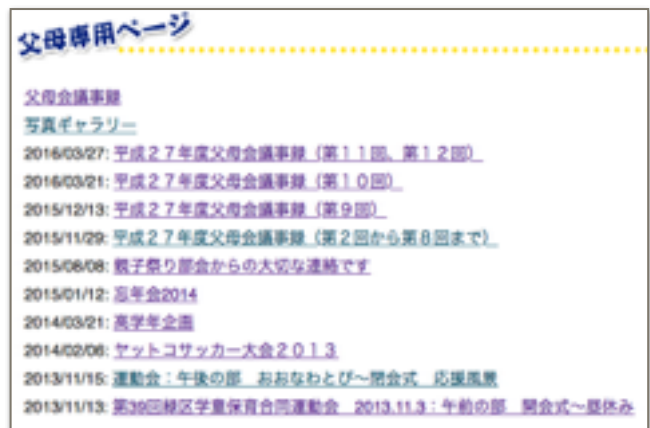 父母専用ページ
父母会議事録
写真ギャラリー
2016/03/27: 平成27年度父母会議事録（第11回、第12回）
2016/03/21: 平成27年度父母会議事録（第10回）
2015/12/13: 平成27年度父母会議事録（第9回）
2015/11/29: 平成27年度父母会議事録（第2回から第8回まで）
2015/06/08: 親子祭り部会からの大切な連絡です
2015/01/12: 忘年会2014
2014/03/21: 高学年企画
2014/02/06: ヤットコサッカー大会2013
2013/11/15: 運動会：午後の部　おおなわとび～閉会式　応援風景
2013/11/13: 第39回緑区学童保育合同運動会　2013.11.3：午前の部　開会式～昼休み